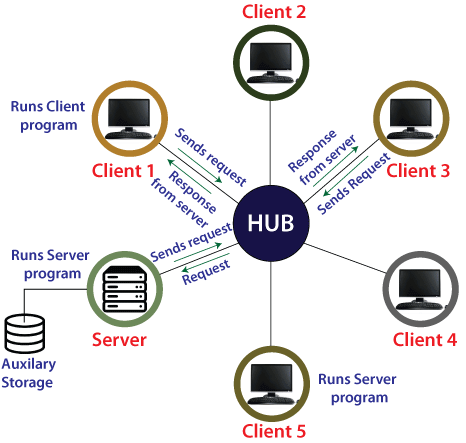 Client 2
Runs Client
program
Client 1
Sends request
Response
from server
Response
from server
Sends Request
Client 3
HUB
Runs Server
program
Sends request
Request
Server
Auxilary
Storage
Client 4
Runs Server
program
Client 5